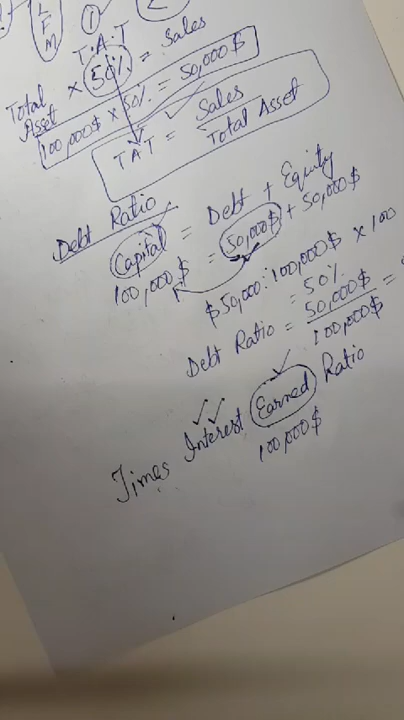 L
F
M
1
2
T.A.T
Total Asset × 50% = Sales
100,000$ × 50% = 50,000$
TAT = Sales / Total Asset
Debt Ratio
Capital = Debt + Equity
100,000$ = 50,000$ + 50,000$
$50,000 : 100,000$ × 100
= 50%
Debt Ratio = 50,000$ / 100,000$ =
Times Interest Earned Ratio
100,000$